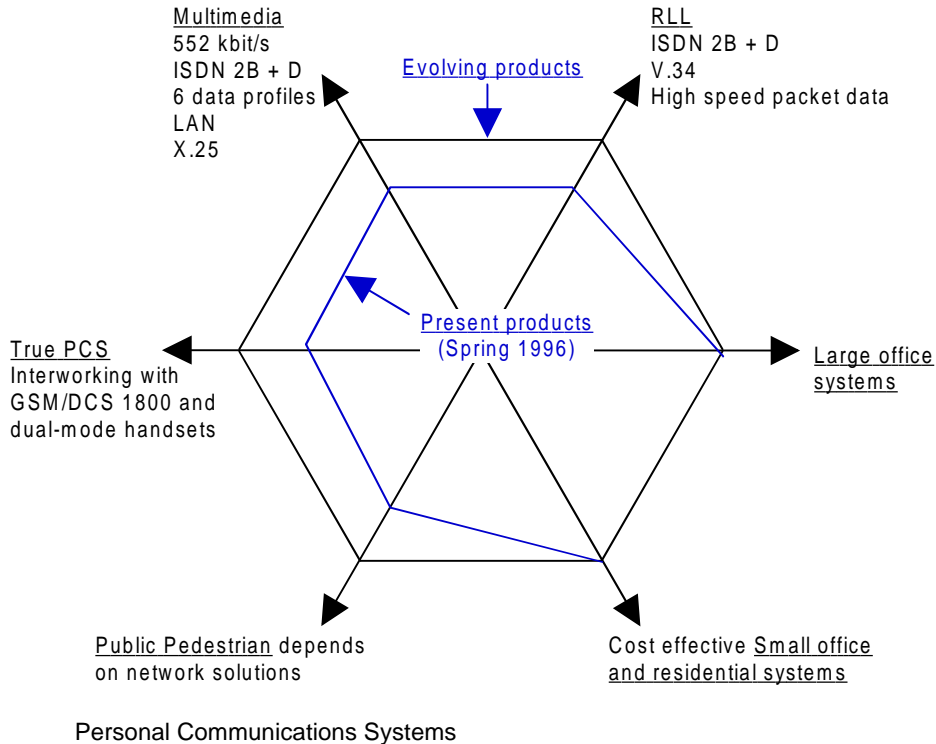 Multimedia
552 kbit/s
ISDN 2B + D
6 data profiles
LAN
X.25
Evolving products
RLL
ISDN 2B + D
V.34
High speed packet data
True PCS
Interworking with
GSM/DCS 1800 and
dual-mode handsets
Present products
(Spring 1996)
Large office
systems
Public Pedestrian depends
on network solutions
Cost effective Small office
and residential systems
Personal Communications Systems